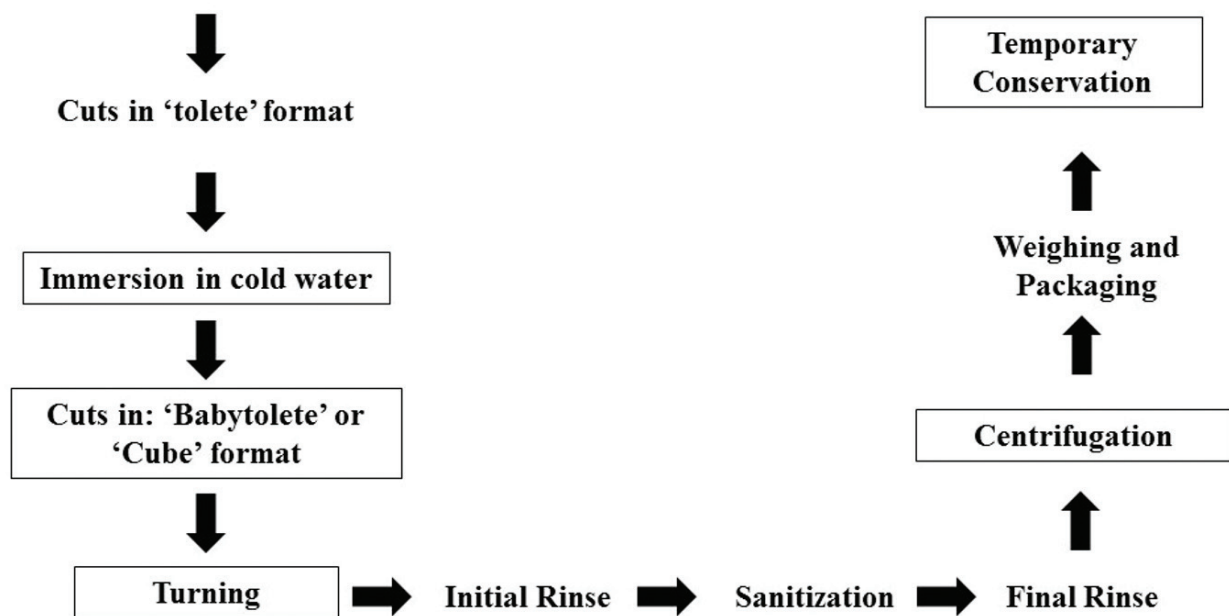 Cuts in ‘tolete’ format
Immersion in cold water
Cuts in: ‘Babytolete’ or
‘Cube’ format
Turning
Initial Rinse
Sanitization
Final Rinse
Centrifugation
Weighing and
Packaging
Temporary
Conservation